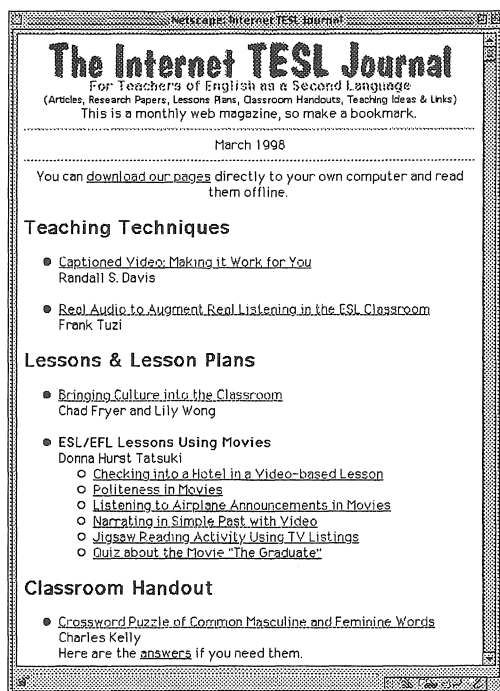 Netscape: Internet TESL Journal
The Internet TESL Journal
For Teachers of English as a Second Language
(Articles, Research Papers, Lessons Plans, Classroom Handouts, Teaching Ideas & Links)
This is a monthly web magazine, so make a bookmark.
March 1998
You can download our pages directly to your own computer and read
them offline.
Teaching Techniques
Captioned Video: Making it Work for You
Randall S. Davis
Real Audio to Augment Real Listening in the ESL Classroom
Frank Tuzi
Lessons & Lesson Plans
Bringing Culture into the Classroom
Chad Fryer and Lily Wong
ESL/EFL Lessons Using Movies
Donna Hurst Tatsuki
Checking into a Hotel in a Video-based Lesson
Politeness in Movies
Listening to Airplane Announcements in Movies
Narrating in Simple Past with Video
Jigsaw Reading Activity Using TV Listings
Quiz about the Movie "The Graduate"
Classroom Handout
Crossword Puzzle of Common Masculine and Feminine Words
Charles Kelly
Here are the answers if you need them.